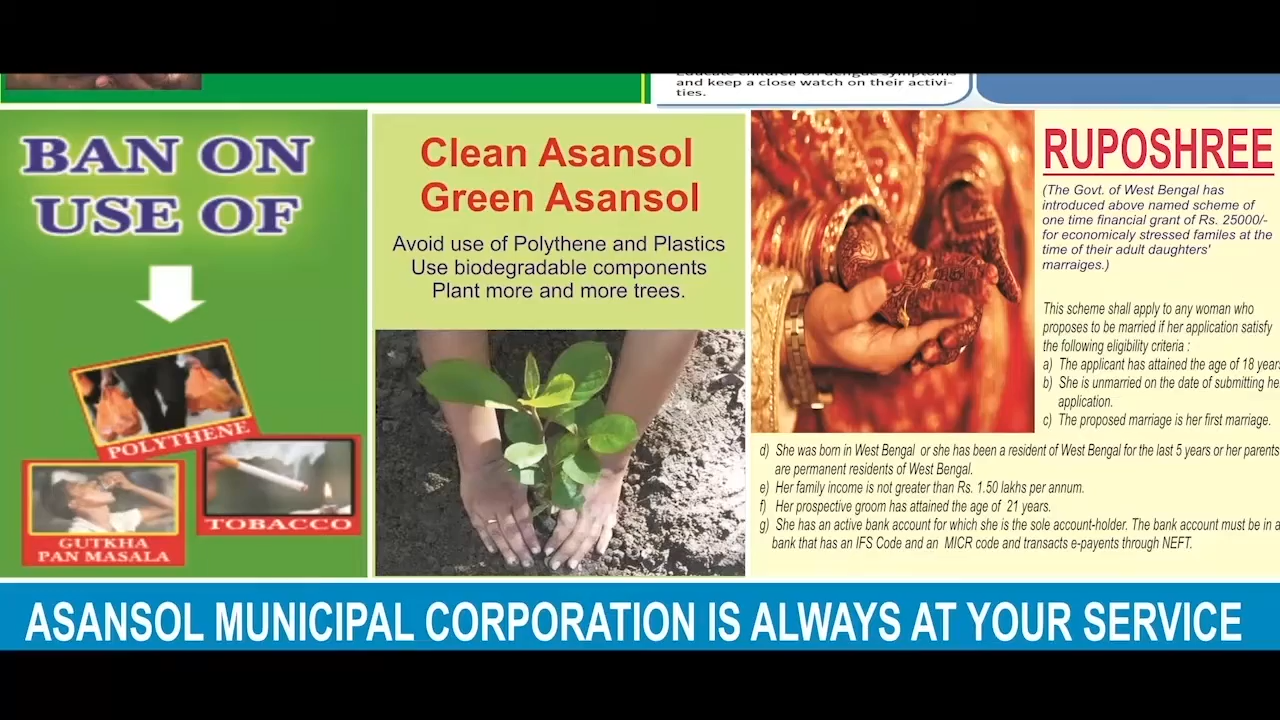 Educate children on dengue symptoms
and keep a close watch on their activi-
ties.
BAN ON
USE OF
POLYTHENE
TOBACCO
GUTKHA
PAN MASALA
Clean Asansol
Green Asansol
Avoid use of Polythene and Plastics
Use biodegradable components
Plant more and more trees.
RUPOSHREE
(The Govt. of West Bengal has
introduced above named scheme of
one time financial grant of Rs. 25000/-
for economicaly stressed familes at the
time of their adult daughters'
marraiges.)
This scheme shall apply to any woman who
proposes to be married if her application satisfy
the following eligibility criteria :
a) The applicant has attained the age of 18 years
b) She is unmarried on the date of submitting he
application.
c) The proposed marriage is her first marriage.
d) She was born in West Bengal or she has been a resident of West Bengal for the last 5 years or her parents
are permanent residents of West Bengal.
e) Her family income is not greater than Rs. 1.50 lakhs per annum.
f) Her prospective groom has attained the age of 21 years.
g) She has an active bank account for which she is the sole account-holder. The bank account must be in a
bank that has an IFS Code and an MICR code and transacts e-payents through NEFT.
ASANSOL MUNICIPAL CORPORATION IS ALWAYS AT YOUR SERVICE